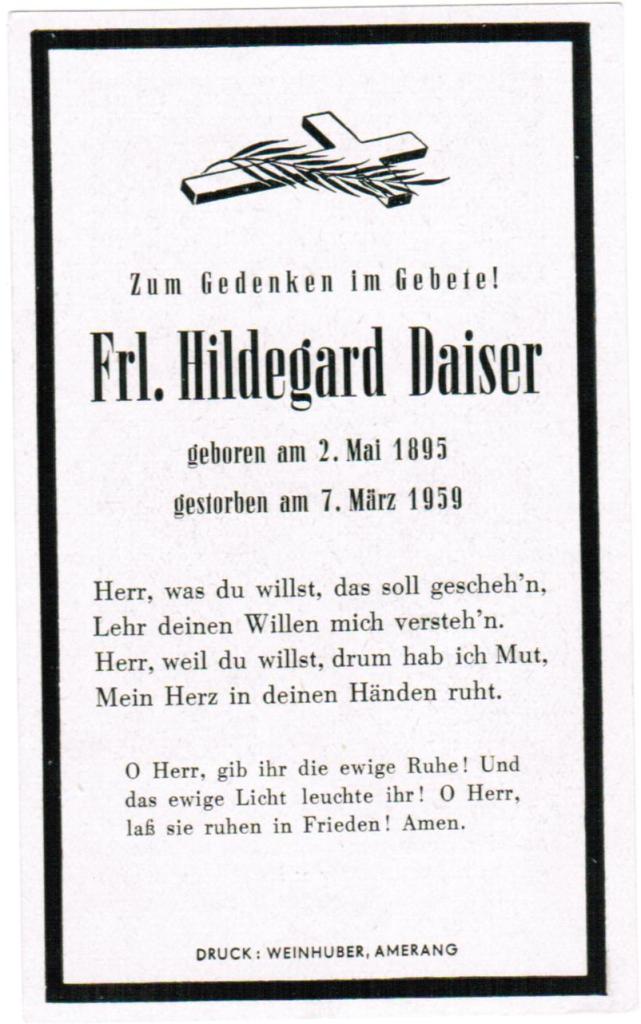 Zum Gedenken im Gebete!
Frl. Hildegard Daiser
geboren am 2. Mai 1895
gestorben am 7. März 1959
Herr, was du willst, das soll gescheh'n,
Lehr deinen Willen mich versteh'n.
Herr, weil du willst, drum hab ich Mut,
Mein Herz in deinen Händen ruht.
O Herr, gib ihr die ewige Ruhe! Und
das ewige Licht leuchte ihr! O Herr,
laß sie ruhen in Frieden! Amen.
DRUCK: WEINHUBER, AMERANG